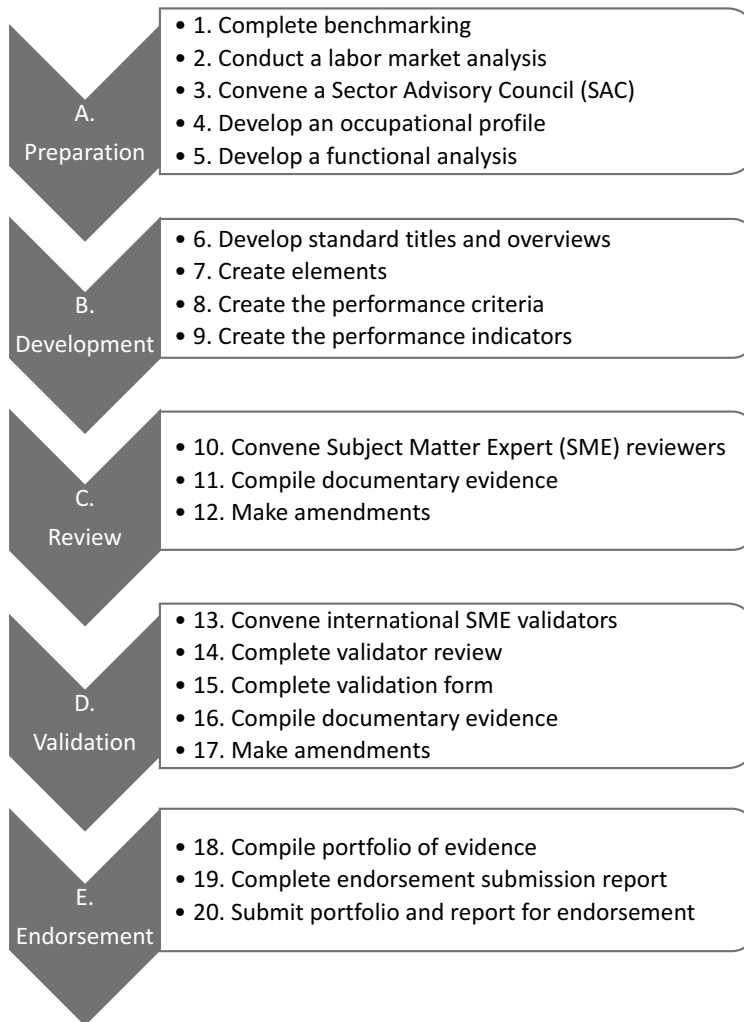 A.
Preparation
• 1. Complete benchmarking
• 2. Conduct a labor market analysis
• 3. Convene a Sector Advisory Council (SAC)
• 4. Develop an occupational profile
• 5. Develop a functional analysis
B.
Development
• 6. Develop standard titles and overviews
• 7. Create elements
• 8. Create the performance criteria
• 9. Create the performance indicators
C.
Review
• 10. Convene Subject Matter Expert (SME) reviewers
• 11. Compile documentary evidence
• 12. Make amendments
D.
Validation
• 13. Convene international SME validators
• 14. Complete validator review
• 15. Complete validation form
• 16. Compile documentary evidence
• 17. Make amendments
E.
Endorsement
• 18. Compile portfolio of evidence
• 19. Complete endorsement submission report
• 20. Submit portfolio and report for endorsement